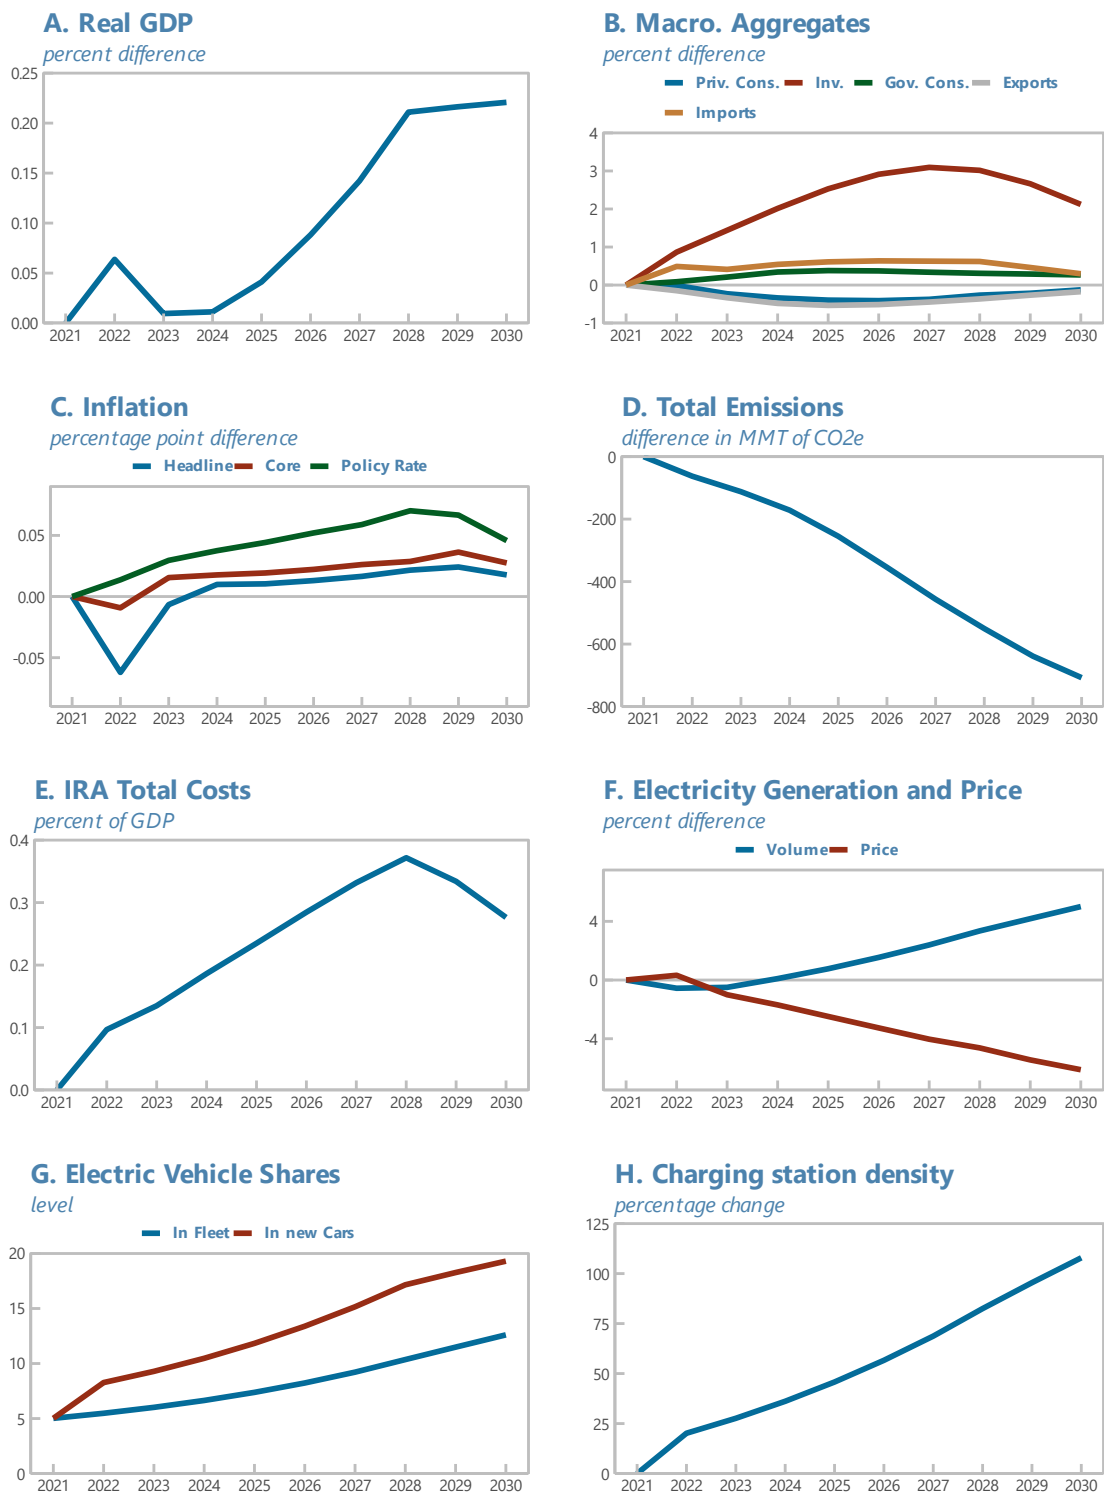 A. Real GDP
percent difference
0.25
0.20
0.15
0.10
0.05
0.00
2021 2022 2023 2024 2025 2026 2027 2028 2029 2030
B. Macro. Aggregates
percent difference
Priv. Cons. Inv. Gov. Cons. Exports
Imports
4
3
2
1
0
-1
2021 2022 2023 2024 2025 2026 2027 2028 2029 2030
C. Inflation
percentage point difference
Headline Core Policy Rate
0.05
0.00
-0.05
2021 2022 2023 2024 2025 2026 2027 2028 2029 2030
D. Total Emissions
difference in MMT of CO2e
0
-200
-400
-600
-800
2021 2022 2023 2024 2025 2026 2027 2028 2029 2030
E. IRA Total Costs
percent of GDP
0.4
0.3
0.2
0.1
0.0
2021 2022 2023 2024 2025 2026 2027 2028 2029 2030
F. Electricity Generation and Price
percent difference
Volume Price
4
0
-4
2021 2022 2023 2024 2025 2026 2027 2028 2029 2030
G. Electric Vehicle Shares
level
In Fleet In new Cars
20
15
10
5
0
2021 2022 2023 2024 2025 2026 2027 2028 2029 2030
H. Charging station density
percentage change
125
100
75
50
25
0
2021 2022 2023 2024 2025 2026 2027 2028 2029 2030